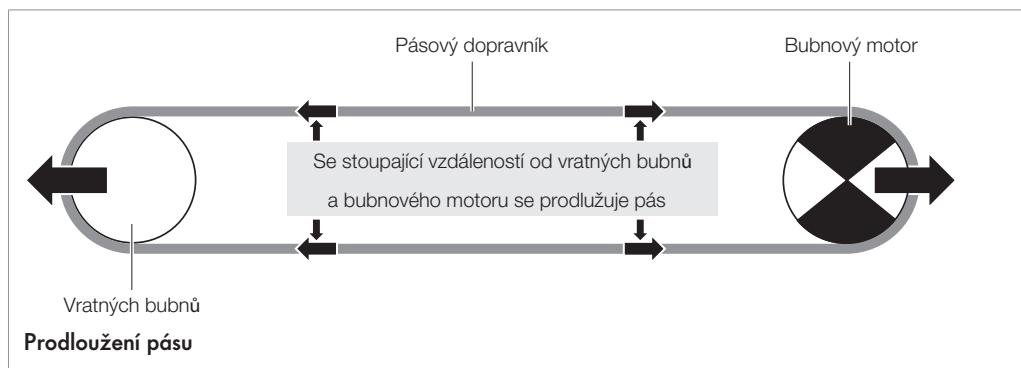 Pásový dopravník
Bubnový motor
Se stoupající vzdáleností od vratných bubnů
a bubnového motoru se prodlužuje pás
Vratných bubnů
Prodloužení pásu